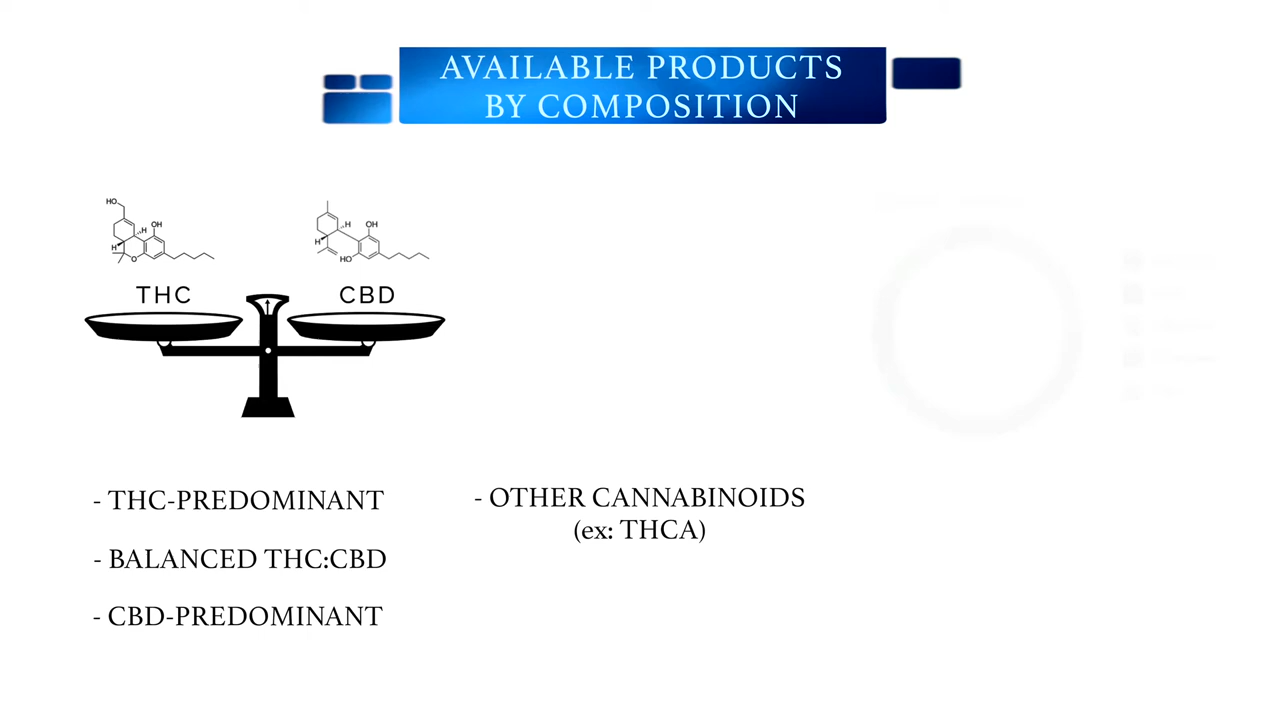 AVAILABLE PRODUCTS
BY COMPOSITION
HO
OH
H
H
O
OH
H
H
HO
THC
CBD
- THC-PREDOMINANT
- BALANCED THC:CBD
- CBD-PREDOMINANT
- OTHER CANNABINOIDS
(ex: THCA)